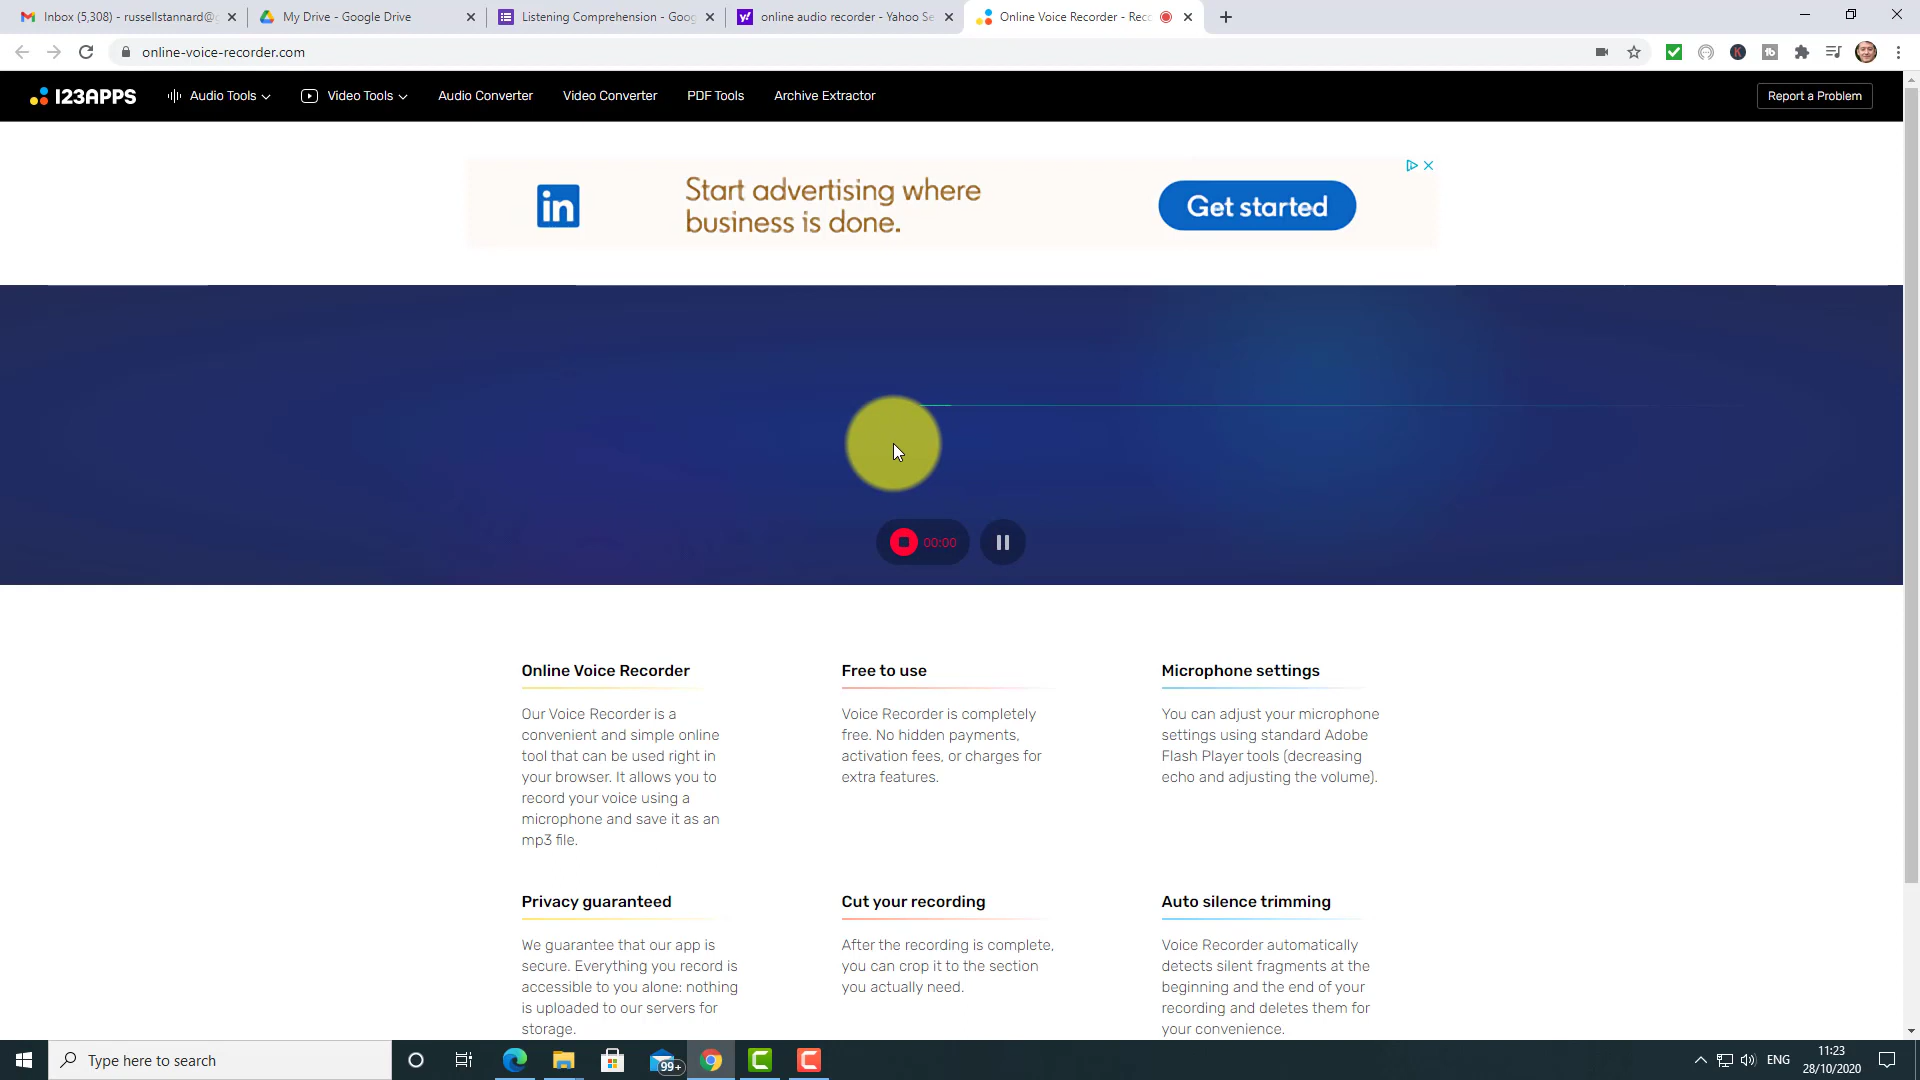 Inbox (5,308) - russellstannard@g
My Drive - Google Drive
Listening Comprehension - Goog
online audio recorder - Yahoo Se
Online Voice Recorder - Rec
online-voice-recorder.com
123APPS
Audio Tools
Video Tools
Audio Converter
Video Converter
PDF Tools
Archive Extractor
Report a Problem
in
Start advertising where
business is done.
Get started
00:00
Online Voice Recorder
Our Voice Recorder is a
convenient and simple online
tool that can be used right in
your browser. It allows you to
record your voice using a
microphone and save it as an
mp3 file.
Free to use
Voice Recorder is completely
free. No hidden payments,
activation fees, or charges for
extra features.
Microphone settings
You can adjust your microphone
settings using standard Adobe
Flash Player tools (decreasing
echo and adjusting the volume).
Privacy guaranteed
We guarantee that our app is
secure. Everything you record is
accessible to you alone: nothing
is uploaded to our servers for
storage.
Cut your recording
After the recording is complete,
you can crop it to the section
you actually need.
Auto silence trimming
Voice Recorder automatically
detects silent fragments at the
beginning and the end of your
recording and deletes them for
your convenience.
Type here to search
99+
ENG
11:23
28/10/2020